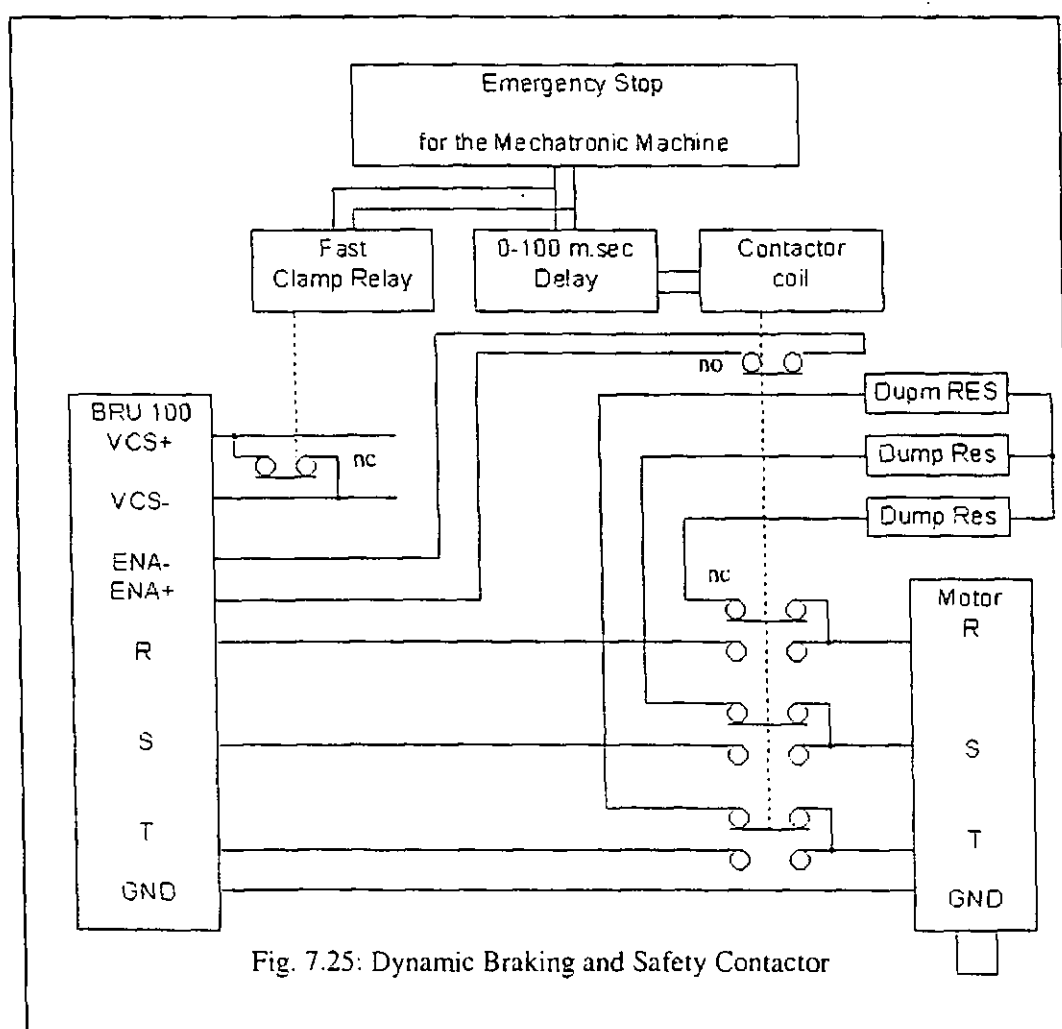 Emergency Stop
for the Mechatronic Machine
Fast
Clamp Relay
0-100 m.sec
Delay
Contactor
coil
no
Dupm RES
Dump Res
Dump Res
BRU 100
VCS+
nc
VCS-
ENA-
ENA+
R
S
T
GND
nc
Motor
R
S
T
GND
Fig. 7.25: Dynamic Braking and Safety Contactor